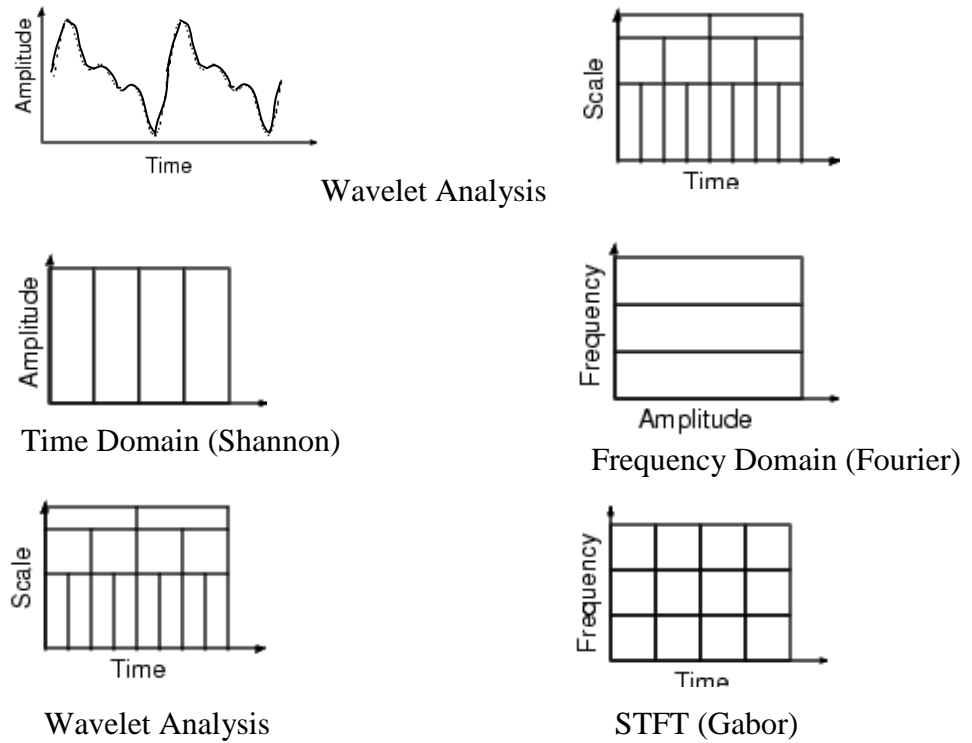 Amplitude
Time
Scale
Time
Wavelet Analysis
Amplitude
Time Domain (Shannon)
Frequency
Amplitude
Frequency Domain (Fourier)
Scale
Time
Wavelet Analysis
Frequency
Time
STFT (Gabor)